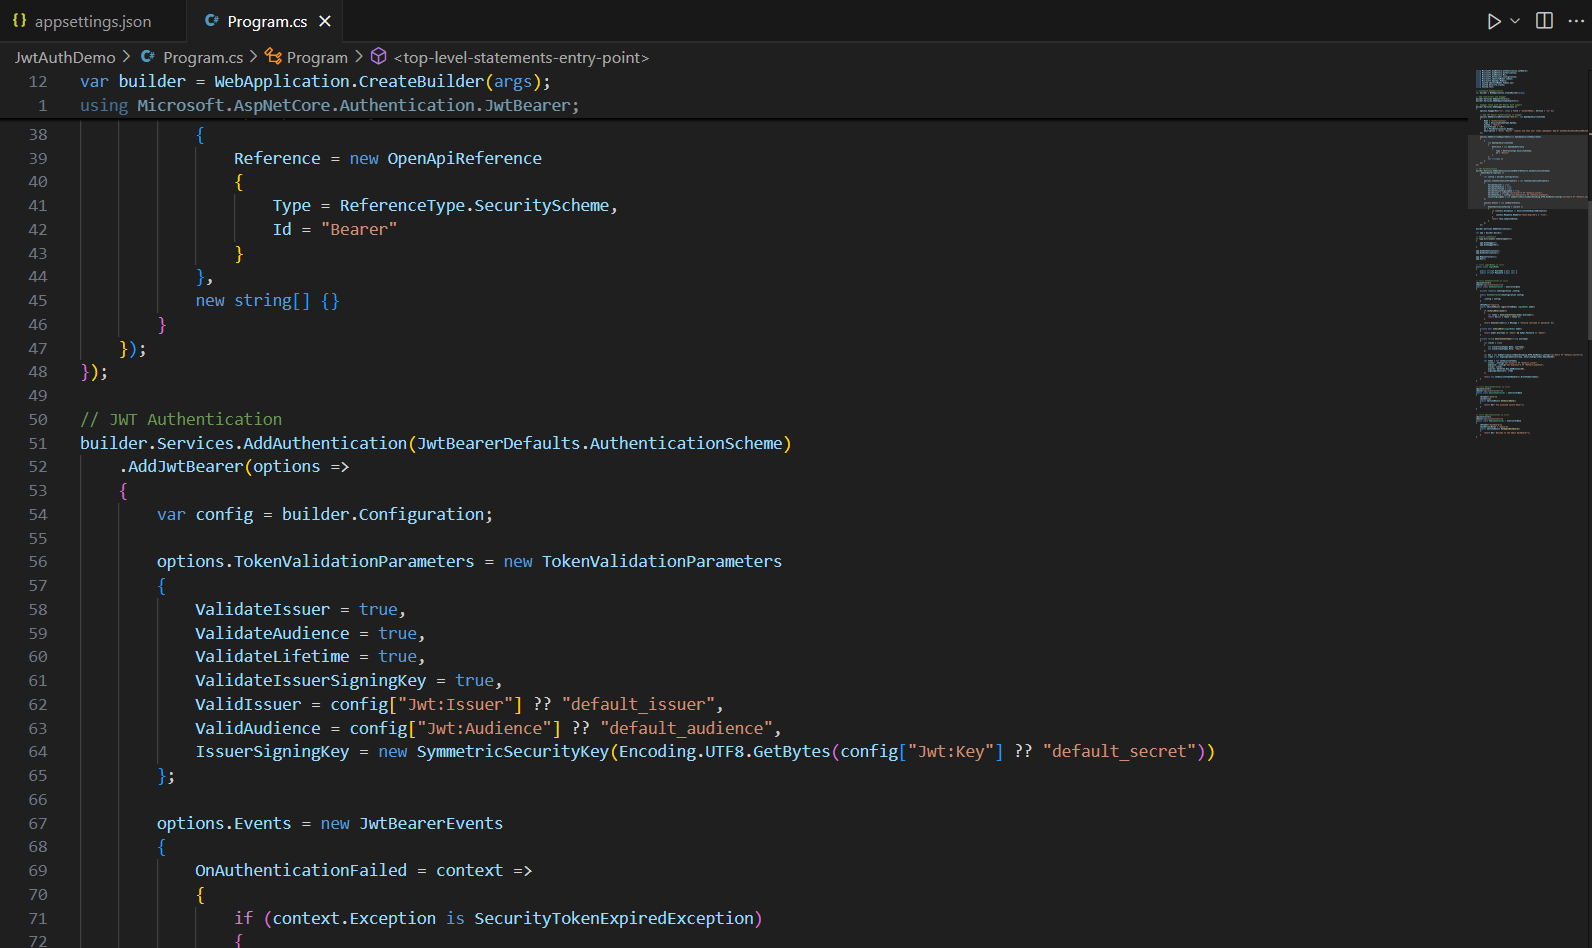 {} appsettings.json
C# Program.cs ×
JwtAuthDemo > C# Program.cs > Program > <top-level-statements-entry-point>
12 var builder = WebApplication.CreateBuilder(args);
1 using Microsoft.AspNetCore.Authentication.JwtBearer;
38 {
39 Reference = new OpenApiReference
40 {
41 Type = ReferenceType.SecurityScheme,
42 Id = "Bearer"
43 }
44 },
45 new string[] {}
46 }
47 });
48 });
49
50 // JWT Authentication
51 builder.Services.AddAuthentication(JwtBearerDefaults.AuthenticationScheme)
52 .AddJwtBearer(options =>
53 {
54 var config = builder.Configuration;
55
56 options.TokenValidationParameters = new TokenValidationParameters
57 {
58 ValidateIssuer = true,
59 ValidateAudience = true,
60 ValidateLifetime = true,
61 ValidateIssuerSigningKey = true,
62 ValidIssuer = config["Jwt:Issuer"] ?? "default_issuer",
63 ValidAudience = config["Jwt:Audience"] ?? "default_audience",
64 IssuerSigningKey = new SymmetricSecurityKey(Encoding.UTF8.GetBytes(config["Jwt:Key"] ?? "default_secret"))
65 };
66
67 options.Events = new JwtBearerEvents
68 {
69 OnAuthenticationFailed = context =>
70 {
71 if (context.Exception is SecurityTokenExpiredException)
72 {